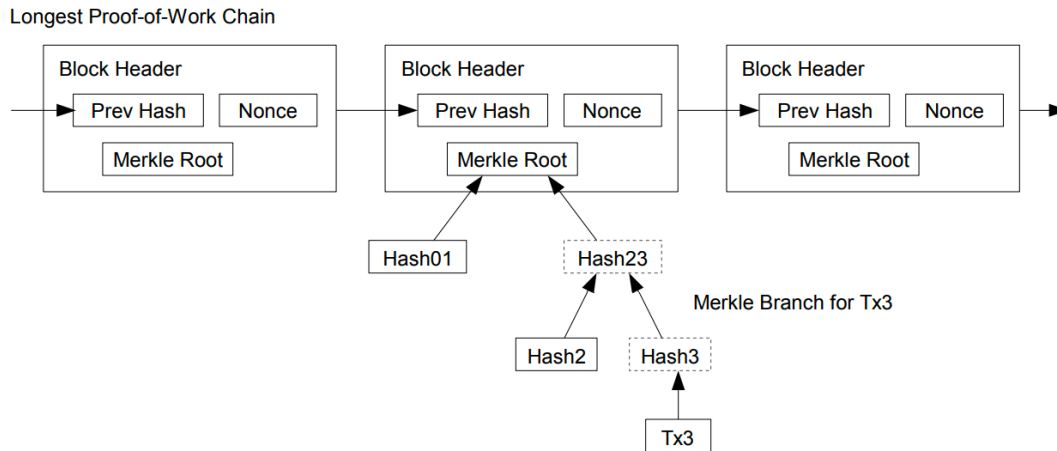 Longest Proof-of-Work Chain
Block Header
Block Header
Block Header
Prev Hash
Nonce
Prev Hash
Nonce
Prev Hash
Nonce
Merkle Root
Merkle Root
Merkle Root
Hash01
Hash23
Merkle Branch for Tx3
Hash2
Hash3
Tx3